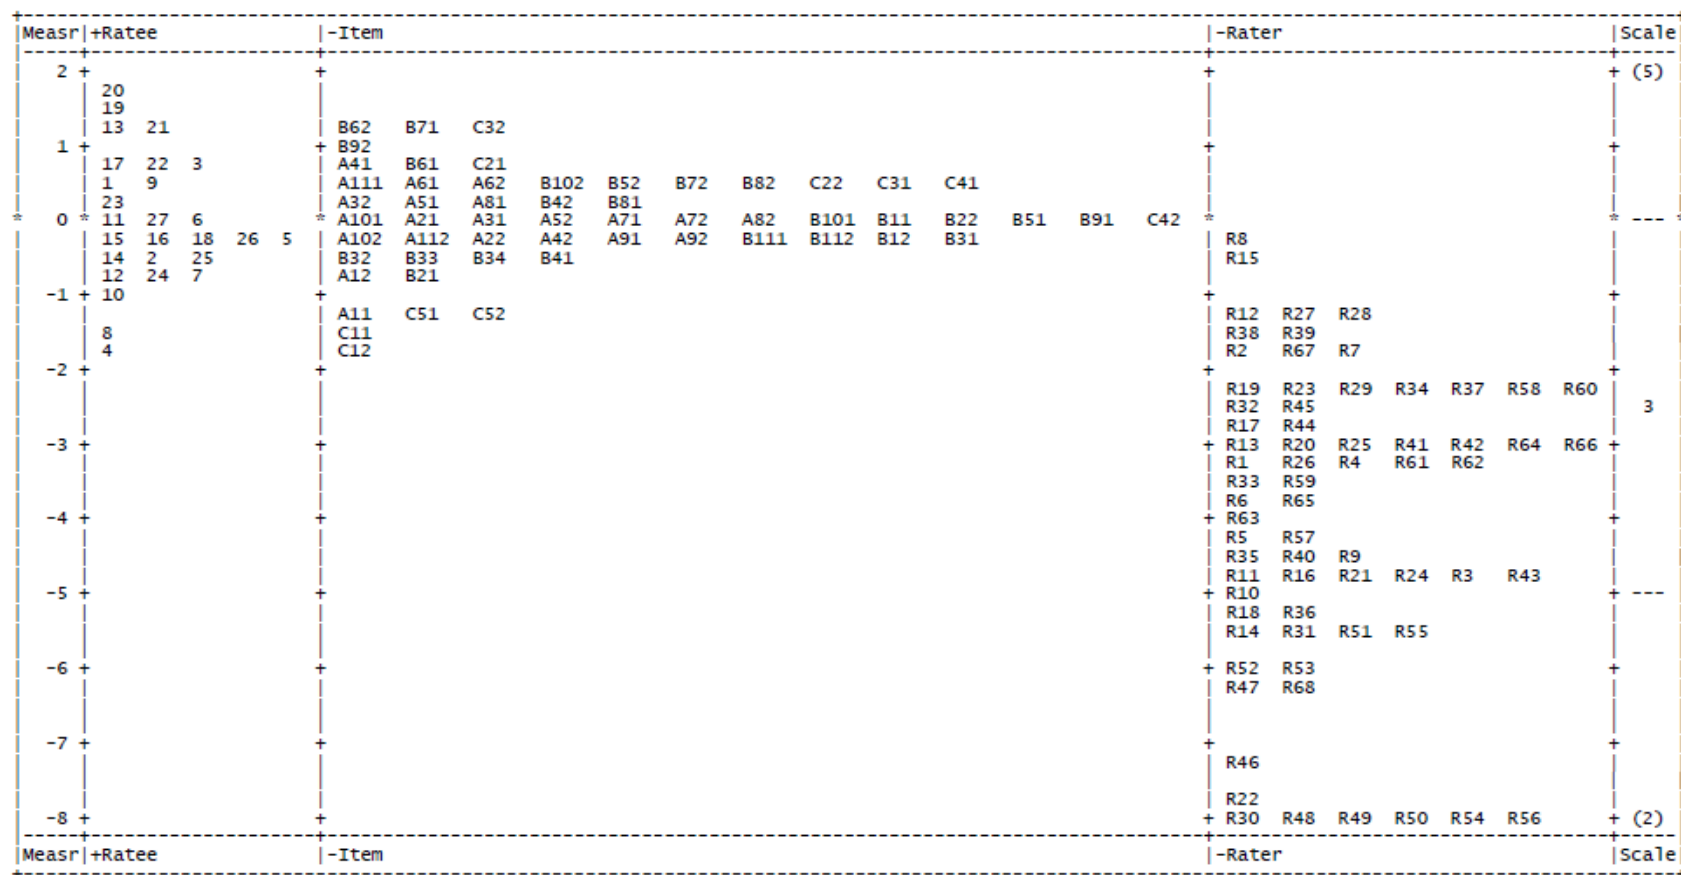 Measr|+Ratee |-Item |-Rater |Scale
2 + + + + (5)
20
19
13 21 | B62 B71 C32
1 + + B92 + +
17 22 3 | A41 B61 C21
1 9 | A111 A61 A62 B102 B52 B72 B82 C22 C31 C41
23 | A32 A51 A81 B42 B81
* 0 * 11 27 6 * A101 A21 A31 A52 A71 A72 A82 B101 B11 B22 B51 B91 C42 * * --- *
15 16 18 26 5 | A102 A112 A22 A42 A91 A92 B111 B112 B12 B31 | R8
14 2 25 | B32 B33 B34 B41 | R15
12 24 7 | A12 B21
-1 + 10 + + +
A11 C51 C52 | R12 R27 R28
8 | C11 | R38 R39
4 | C12 | R2 R67 R7
-2 + + + +
R19 R23 R29 R34 R37 R58 R60
R32 R45 | 3
R17 R44
-3 + + + R13 R20 R25 R41 R42 R64 R66 +
R1 R26 R4 R61 R62
R33 R59
R6 R65
-4 + + + R63 +
R5 R57
R35 R40 R9
R11 R16 R21 R24 R3 R43
-5 + + + R10 + ---
R18 R36
R14 R31 R51 R55
-6 + + + R52 R53 +
R47 R68
-7 + + + +
R46
R22
-8 + + + R30 R48 R49 R50 R54 R56 + (2)
Measr|+Ratee |-Item |-Rater |Scale